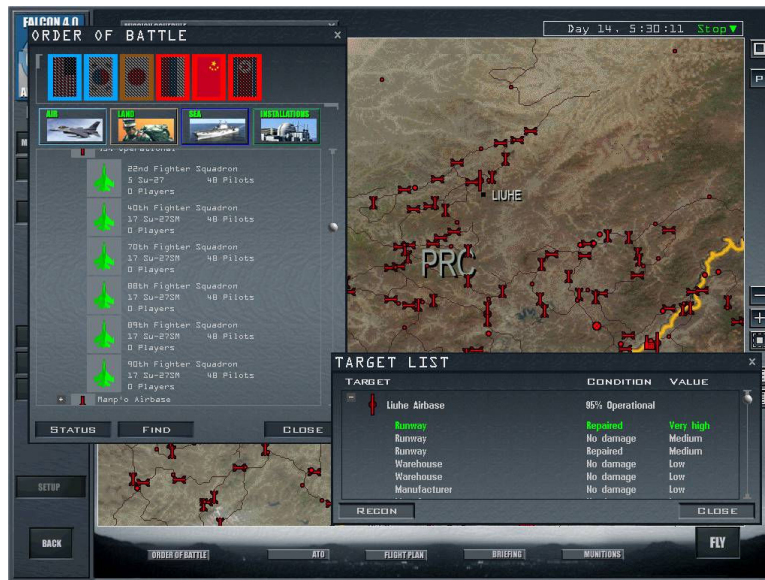 FALCON 4.0
MISSION SCHEDULE
Day 14, 5:30:11 Stop
ORDER OF BATTLE
x
AIR
LAND
SEA
INSTALLATIONS
Operational
22nd Fighter Squadron
5 Su-27 48 Pilots
0 Players
40th Fighter Squadron
17 Su-27SM 48 Pilots
0 Players
70th Fighter Squadron
17 Su-27SM 48 Pilots
0 Players
88th Fighter Squadron
17 Su-27SM 48 Pilots
0 Players
89th Fighter Squadron
17 Su-27SM 48 Pilots
0 Players
90th Fighter Squadron
17 Su-27SM 48 Pilots
0 Players
Manp'o Airbase
STATUS
FIND
CLOSE
LIUHE
PRC
P
TARGET LIST
x
TARGET CONDITION VALUE
Liuhe Airbase 95% Operational
Runway Repaired Very high
Runway No damage Medium
Runway Repaired Medium
Warehouse No damage Low
Warehouse No damage Low
Manufacturer No damage Low
RECON
CLOSE
SETUP
BACK
ORDER OF BATTLE
ATO
FLIGHT PLAN
BRIEFING
MUNITIONS
FLY